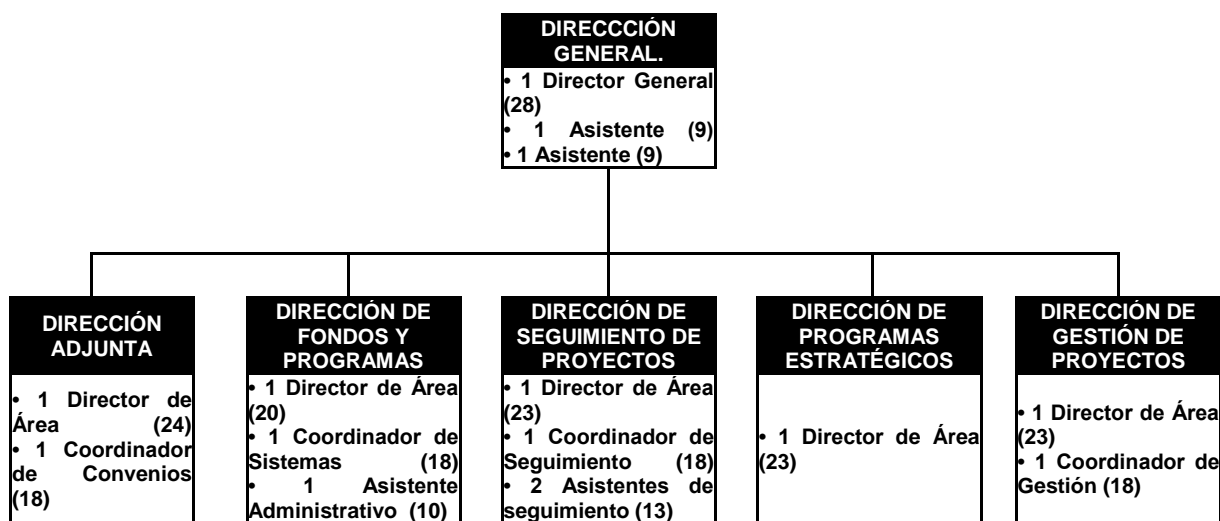 DIRECCCIÓN
GENERAL.
• 1 Director General
(28)
• 1 Asistente (9)
• 1 Asistente (9)
DIRECCIÓN
ADJUNTA
• 1 Director de
Área (24)
• 1 Coordinador
de Convenios
(18)
DIRECCIÓN DE
FONDOS Y
PROGRAMAS
• 1 Director de Área
(20)
• 1 Coordinador de
Sistemas (18)
• 1 Asistente
Administrativo (10)
DIRECCIÓN DE
SEGUIMIENTO DE
PROYECTOS
• 1 Director de Área
(23)
• 1 Coordinador de
Seguimiento (18)
• 2 Asistentes de
seguimiento (13)
DIRECCIÓN DE
PROGRAMAS
ESTRATÉGICOS
• 1 Director de Área
(23)
DIRECCIÓN DE
GESTIÓN DE
PROYECTOS
• 1 Director de Área
(23)
• 1 Coordinador de
Gestión (18)